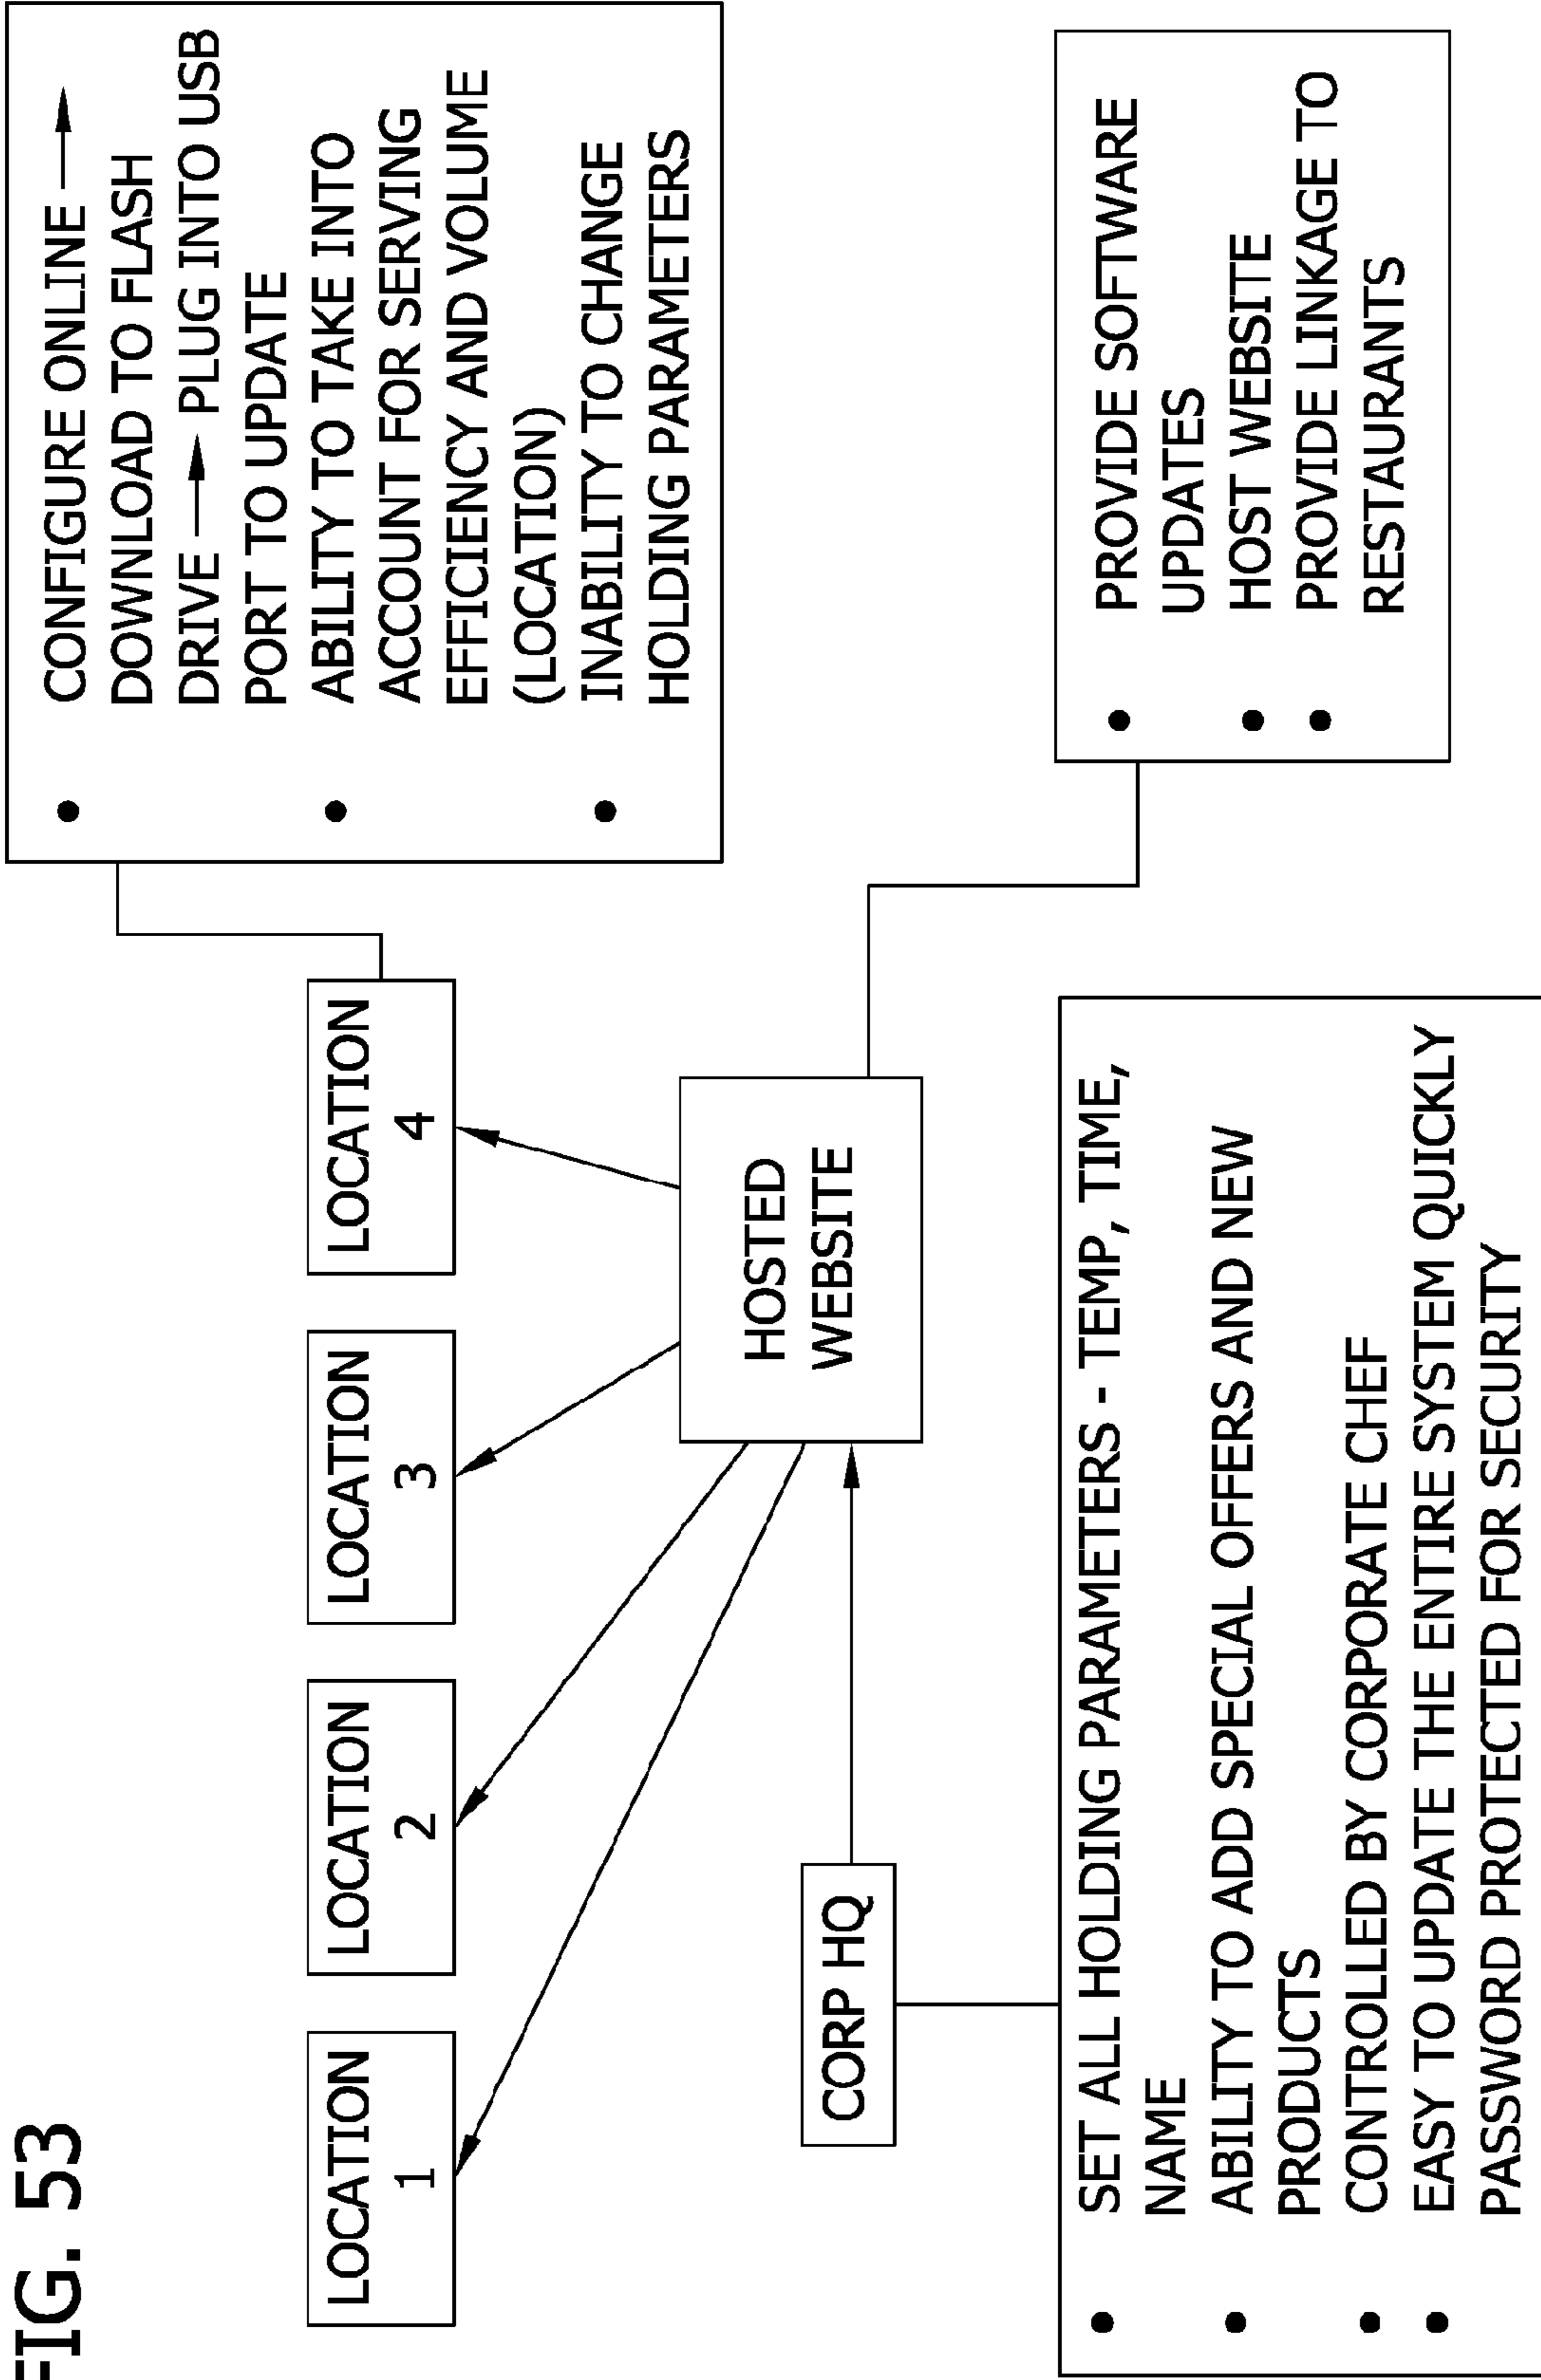 FIG. 53
LOCATION
1
LOCATION
2
LOCATION
3
LOCATION
4
• CONFIGURE ONLINE ⟶
DOWNLOAD TO FLASH
DRIVE ⟶ PLUG INTO USB
PORT TO UPDATE
• ABILITY TO TAKE INTO
ACCOUNT FOR SERVING
EFFICIENCY AND VOLUME
(LOCATION)
• INABILITY TO CHANGE
HOLDING PARAMETERS
CORP HQ
HOSTED
WEBSITE
• SET ALL HOLDING PARAMETERS - TEMP, TIME,
NAME
• ABILITY TO ADD SPECIAL OFFERS AND NEW
PRODUCTS
• CONTROLLED BY CORPORATE CHEF
• EASY TO UPDATE THE ENTIRE SYSTEM QUICKLY
PASSWORD PROTECTED FOR SECURITY
• PROVIDE SOFTWARE
UPDATES
• HOST WEBSITE
• PROVIDE LINKAGE TO
RESTAURANTS